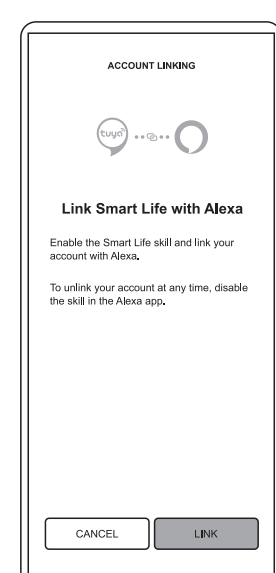 ACCOUNT LINKING
tuya
Link Smart Life with Alexa
Enable the Smart Life skill and link your
account with Alexa.
To unlink your account at any time, disable
the skill in the Alexa app.
CANCEL LINK